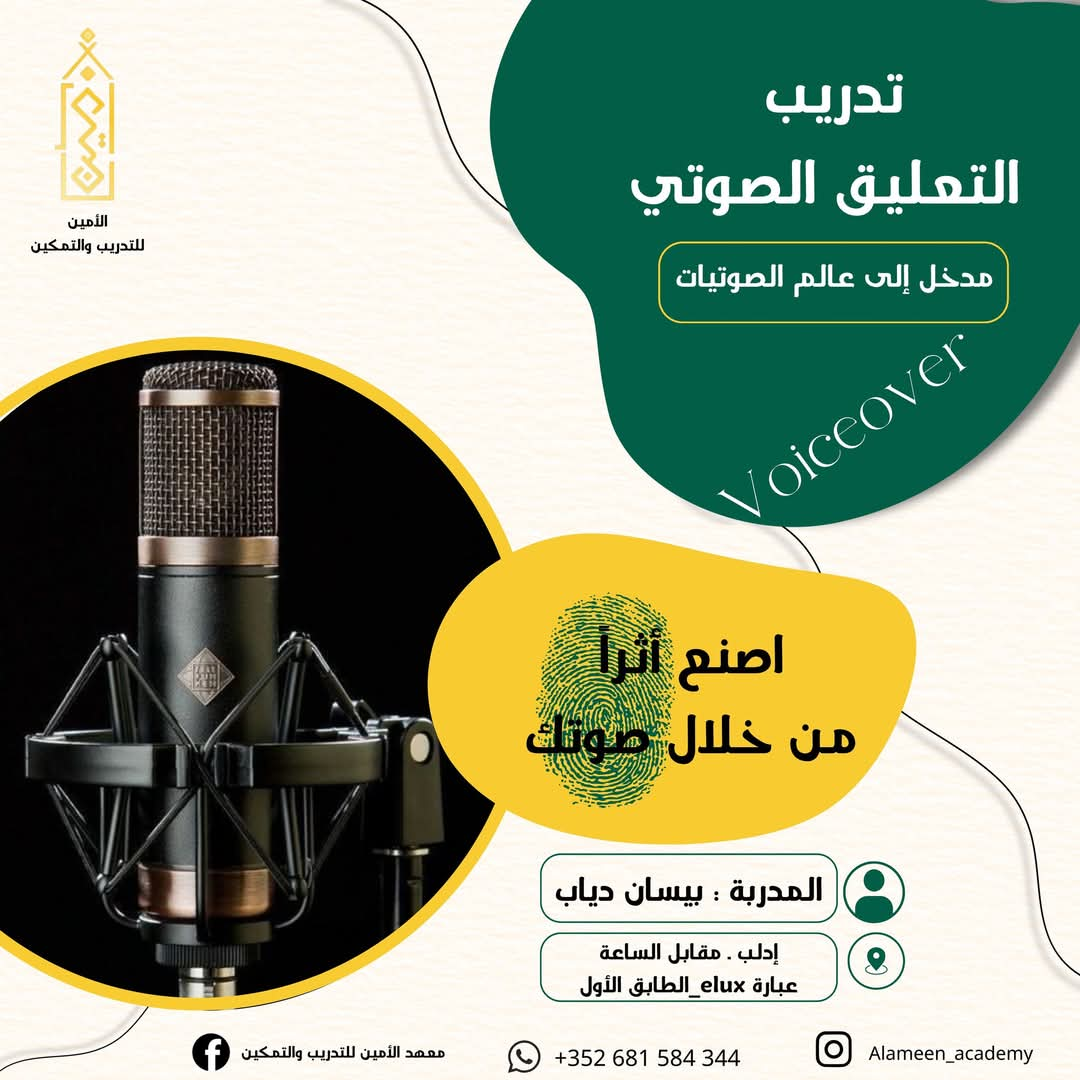 الأمين
للتدريب والتمكين
تدريب
التعليق الصوتي
مدخل إلى عالم الصوتيات
Voiceover
اصنع أثراً
من خلال صوتك
المدربة : بيسان دياب
إدلب . مقابل الساعة
عبارة elux_الطابق الأول
معهد الأمين للتدريب والتمكين
+352 681 584 344
Alameen_academy